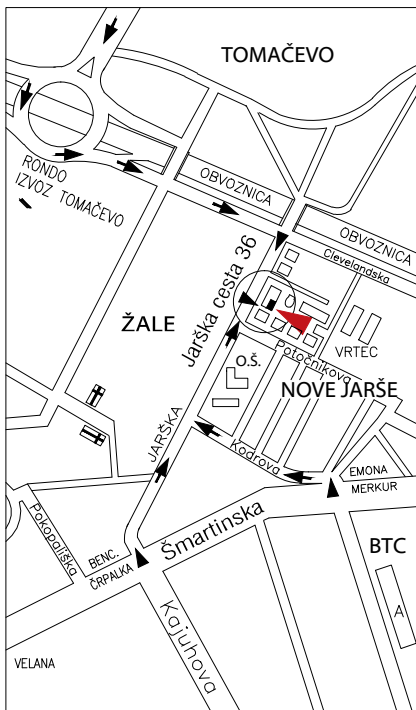 TOMAČEVO
RONDO
IZVOZ TOMAČEVO
OBVOZNICA
OBVOZNICA
Clevelandska
Jarška cesta 36
ŽALE
O.Š.
Potočnikova
VRTEC
NOVE JARŠE
JARŠKA
Kodrova
EMONA
MERKUR
Pokopališka
BENC.
ČRPALKA
Šmartinska
BTC
Kajuhova
A
VELANA